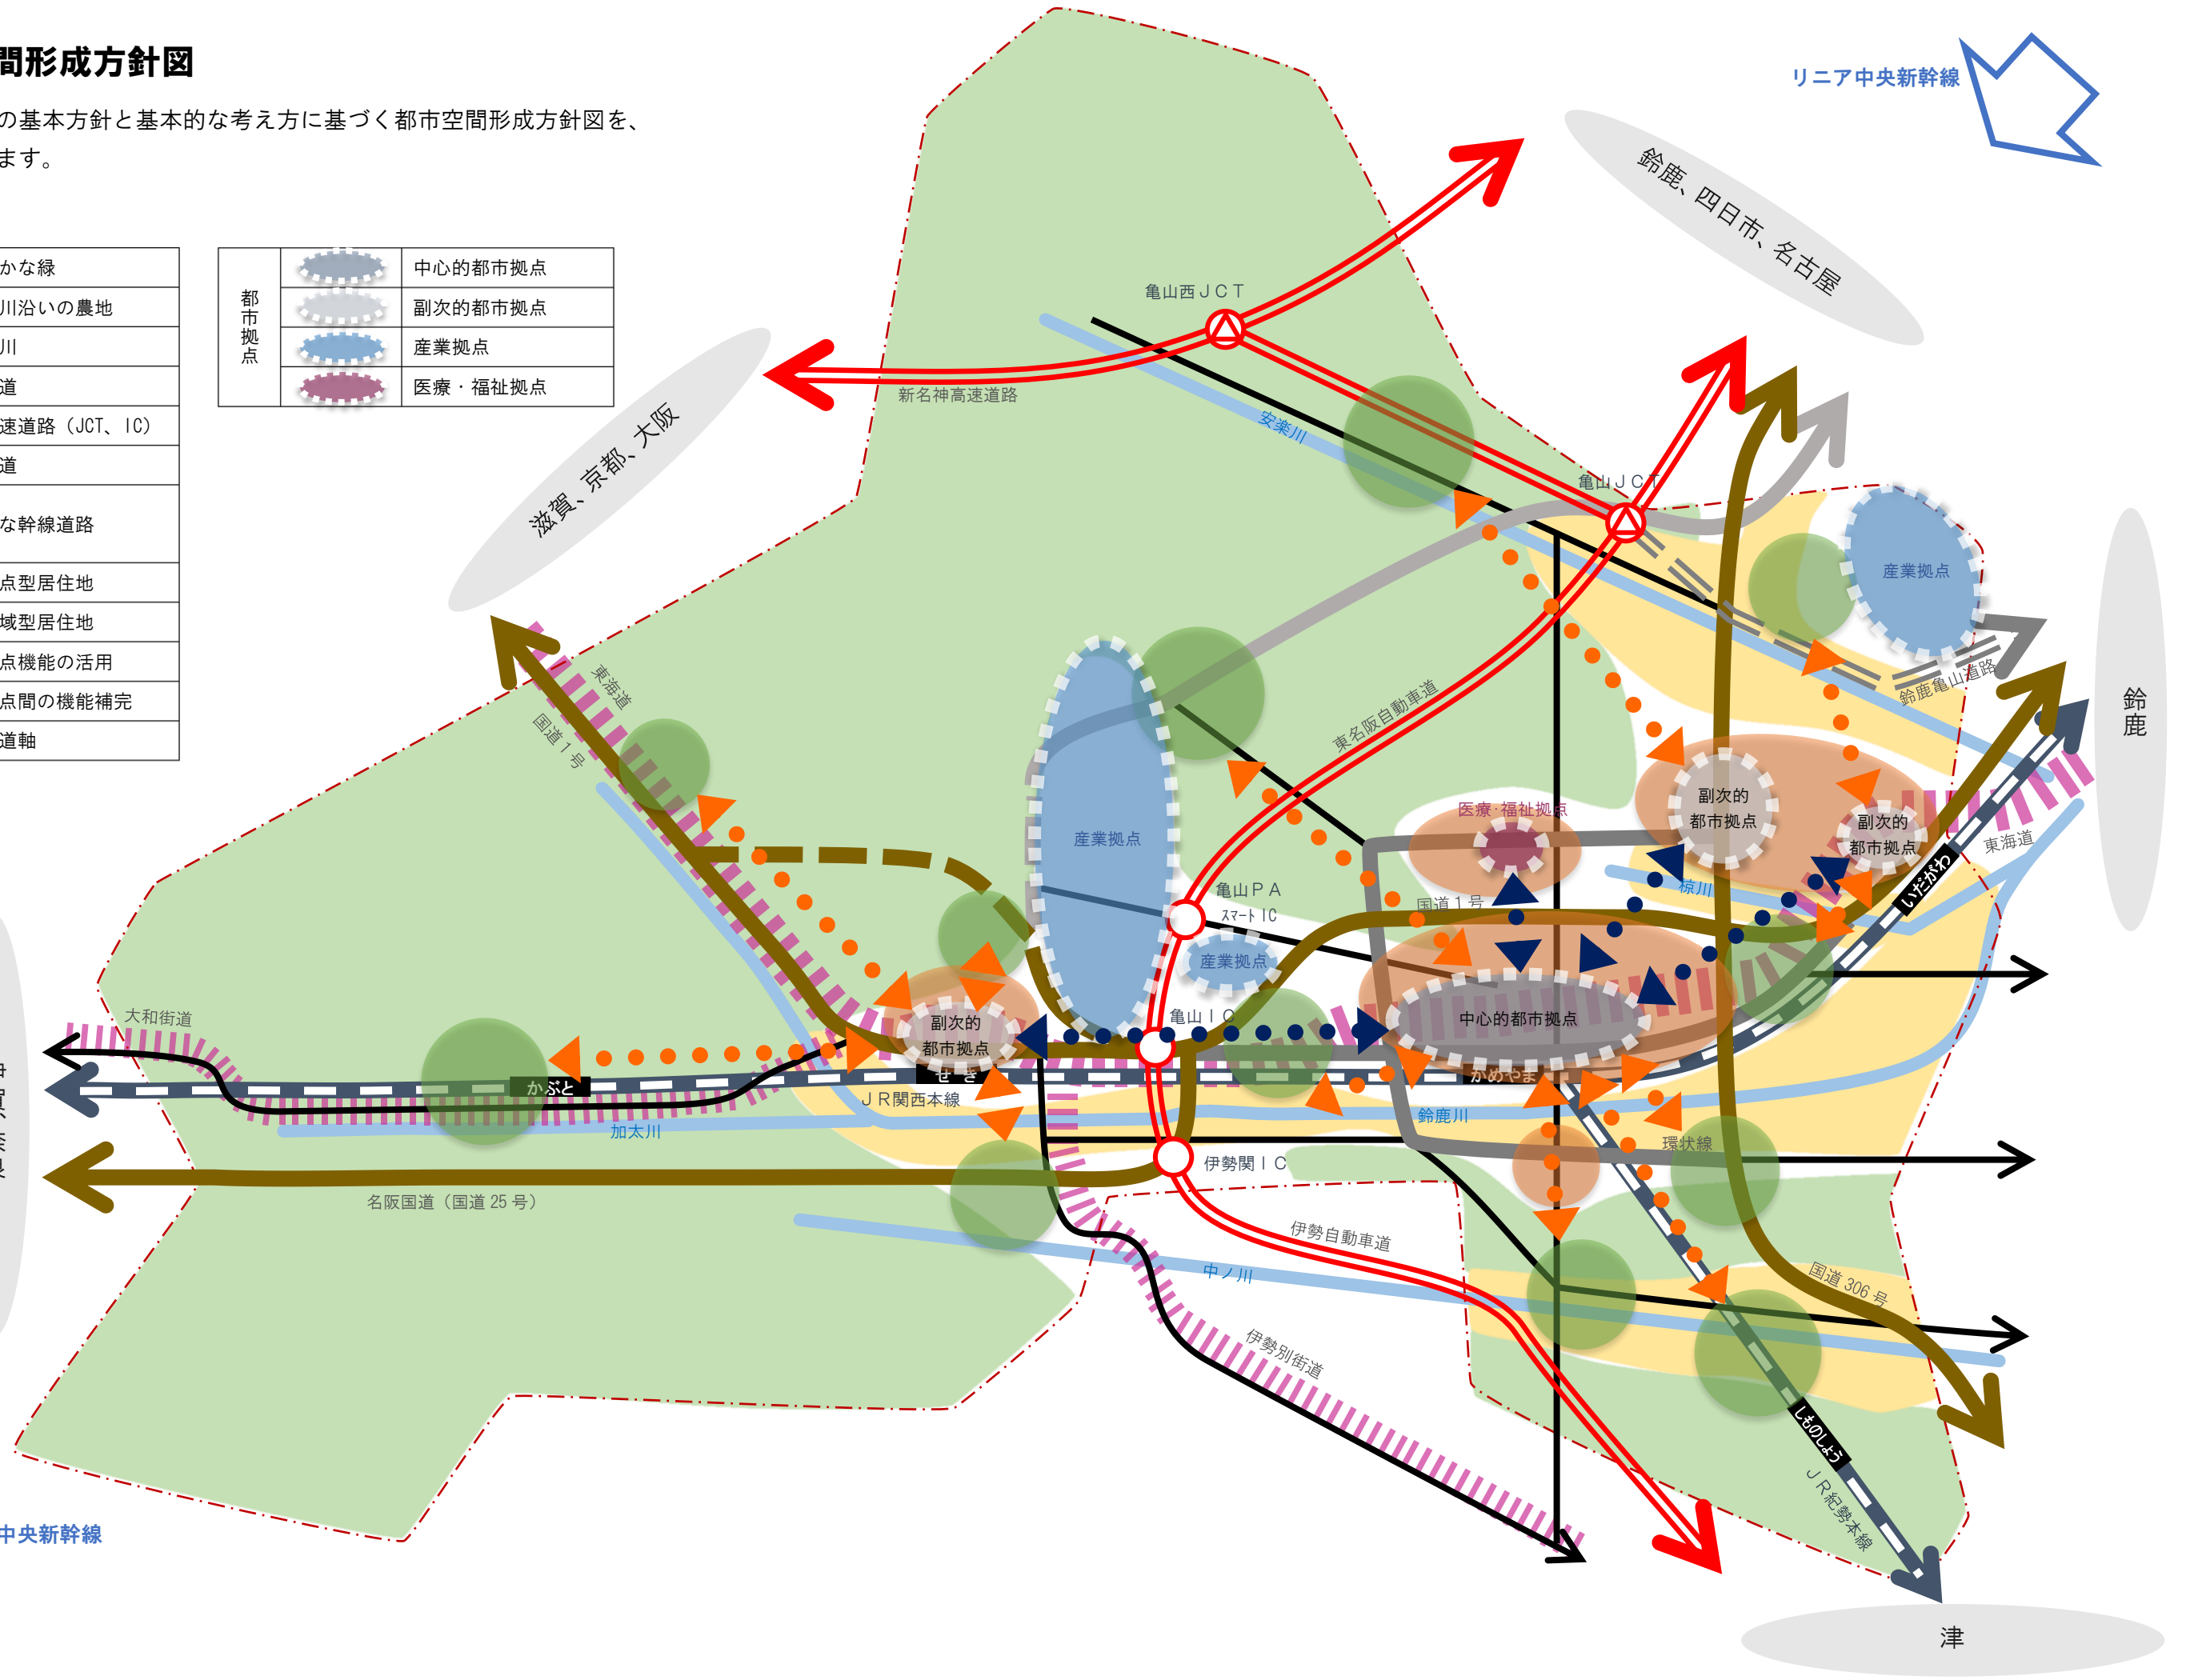 間形成方針図
の基本方針と基本的な考え方に基づく都市空間形成方針図を、
ます。
かな緑
川沿いの農地
川
道
速道路（JCT、IC）
道
な幹線道路
点型居住地
域型居住地
点機能の活用
点間の機能補完
道軸
都市拠点
中心的都市拠点
副次的都市拠点
産業拠点
医療・福祉拠点
リニア中央新幹線
鈴鹿、四日市、名古屋
滋賀、京都、大阪
亀山西ＪＣＴ
新名神高速道路
安楽川
亀山ＪＣＴ
産業拠点
鈴鹿亀山道路
鈴鹿
東海道
国道１号
東名阪自動車道
産業拠点
医療・福祉拠点
副次的
都市拠点
副次的
都市拠点
東海道
いだがわ
椋川
国道１号
亀山ＰＡ
スマートIC
産業拠点
亀山ＩＣ
中心的都市拠点
副次的
都市拠点
大和街道
かぶと
せき
かめやま
ＪＲ関西本線
加太川
鈴鹿川
環状線
伊勢関ＩＣ
名阪国道（国道25号）
伊勢自動車道
中ノ川
国道306号
伊勢別街道
しものしょう
ＪＲ紀勢本線
中央新幹線
津